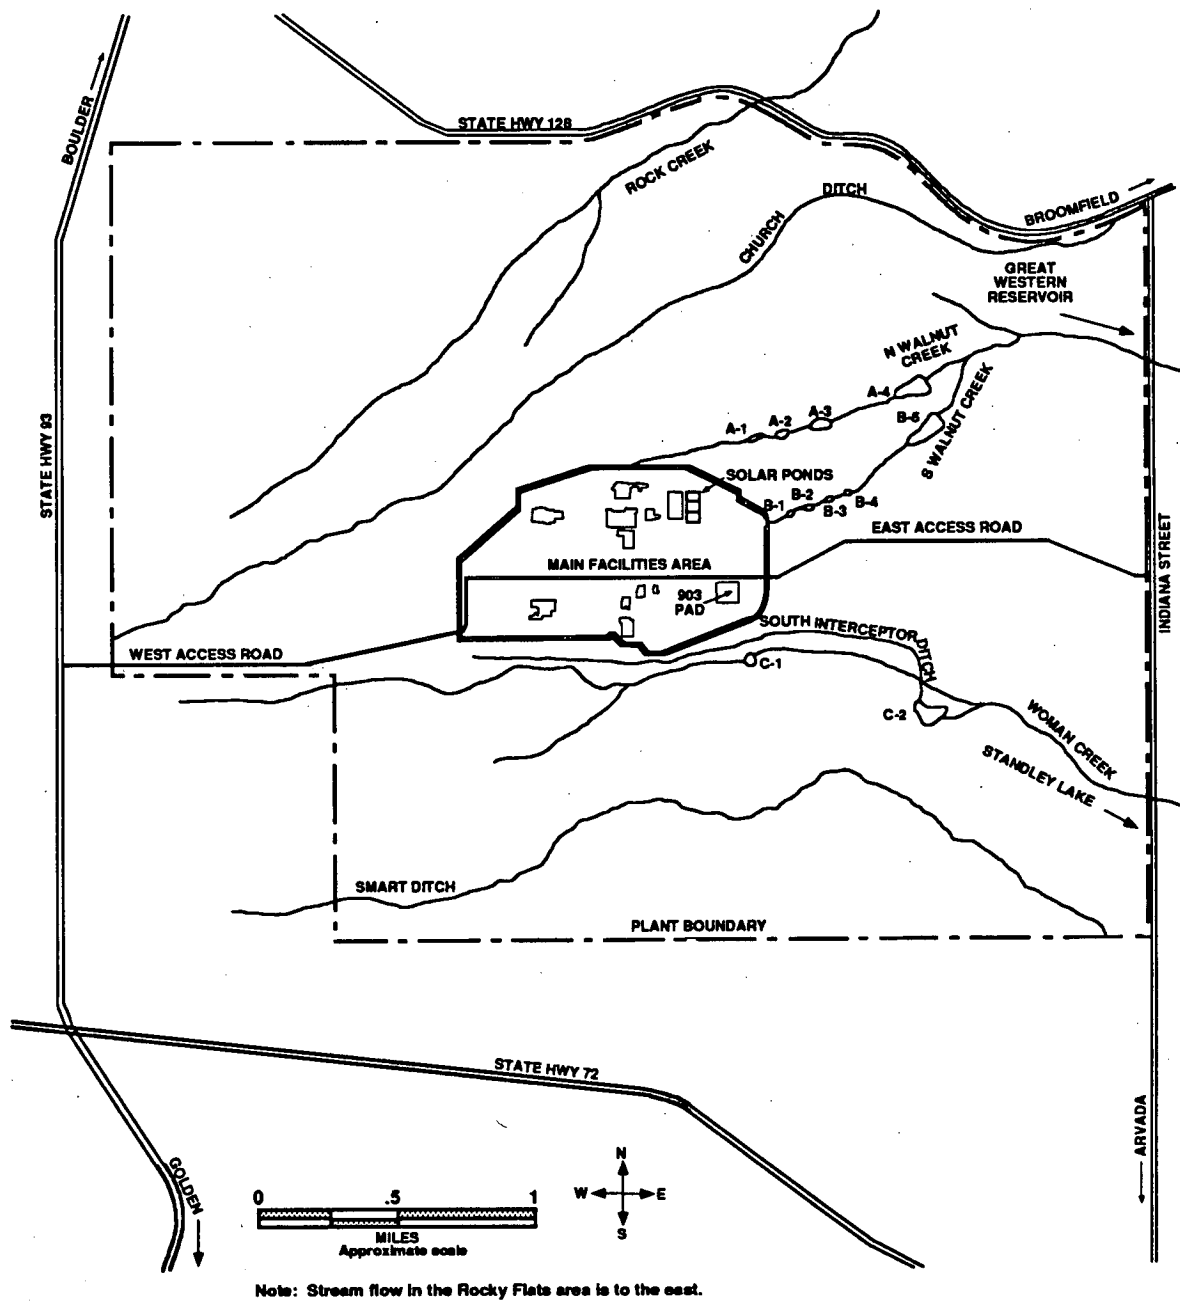 BOULDER
STATE HWY 128
ROCK CREEK
DITCH
CHURCH
BROOMFIELD
GREAT
WESTERN
RESERVOIR
N WALNUT
CREEK
A-4
A-3
A-2
A-1
B-5
S WALNUT CREEK
STATE HWY 93
SOLAR PONDS
B-1
B-2
B-3
B-4
EAST ACCESS ROAD
MAIN FACILITIES AREA
903
PAD
INDIANA STREET
SOUTH INTERCEPTOR
DITCH
WEST ACCESS ROAD
C-1
C-2
WOMAN CREEK
STANDLEY LAKE
SMART DITCH
PLANT BOUNDARY
STATE HWY 72
ARVADA
GOLDEN
N
W E
S
0 .5 1
MILES
Approximate scale
Note: Stream flow in the Rocky Flats area is to the east.